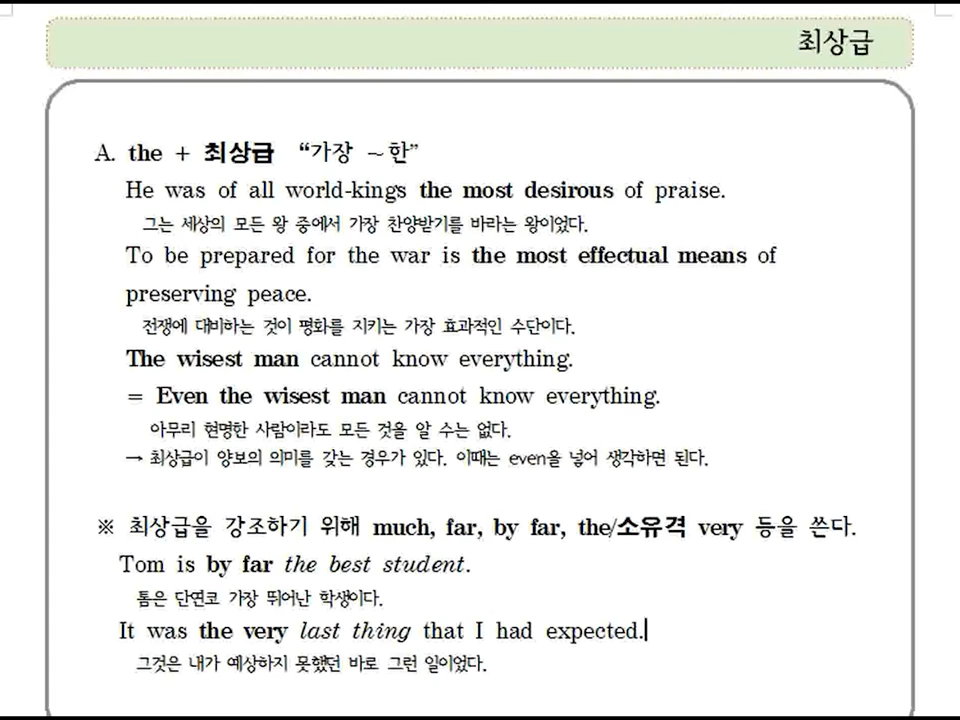 최상급
A. the + 최상급 “가장 ~한”
He was of all world-kings the most desirous of praise.
그는 세상의 모든 왕 중에서 가장 찬양받기를 바라는 왕이었다.
To be prepared for the war is the most effectual means of
preserving peace.
전쟁에 대비하는 것이 평화를 지키는 가장 효과적인 수단이다.
The wisest man cannot know everything.
= Even the wisest man cannot know everything.
아무리 현명한 사람이라도 모든 것을 알 수는 없다.
→ 최상급이 양보의 의미를 갖는 경우가 있다. 이때는 even을 넣어 생각하면 된다.
※ 최상급을 강조하기 위해 much, far, by far, the/소유격 very 등을 쓴다.
Tom is by far the best student.
톰은 단연코 가장 뛰어난 학생이다.
It was the very last thing that I had expected.
그것은 내가 예상하지 못했던 바로 그런 일이었다.